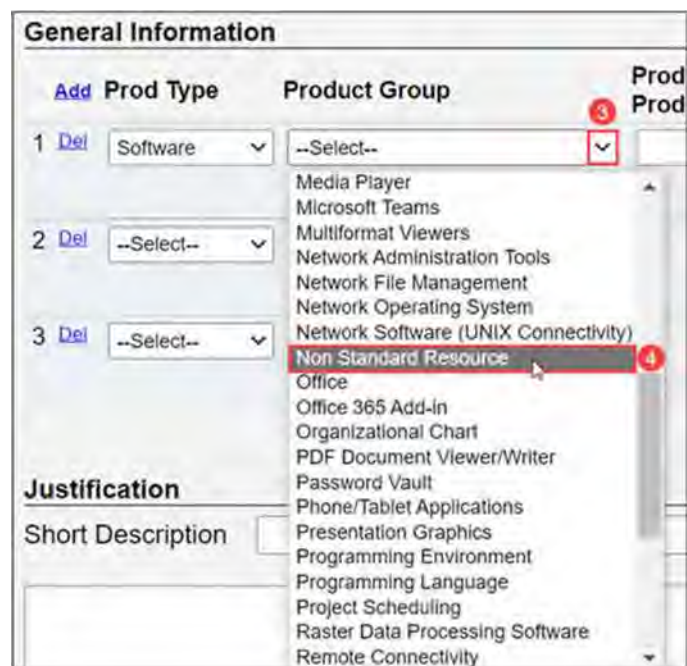 General Information
Add Prod Type Product Group Prod
Prod
3
1 Del Software --Select--
Media Player
Microsoft Teams
2 Del --Select-- Multiformat Viewers
Network Administration Tools
Network File Management
Network Operating System
3 Del --Select-- Network Software (UNIX Connectivity)
Non Standard Resource 4
Office
Office 365 Add-in
Organizational Chart
PDF Document Viewer/Writer
Justification Password Vault
Phone/Tablet Applications
Short Description Presentation Graphics
Programming Environment
Programming Language
Project Scheduling
Raster Data Processing Software
Remote Connectivity